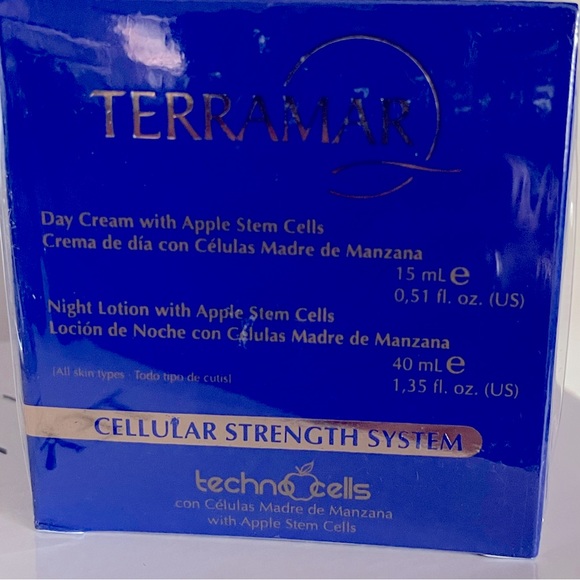 TERRAMAR
Day Cream with Apple Stem Cells
Crema de día con Células Madre de Manzana
15 mL e
0,51 fl. oz. (US)
Night Lotion with Apple Stem Cells
Loción de Noche con Células Madre de Manzana
40 mL e
1,35 fl. oz. (US)
[All skin types - Todo tipo de cutis]
CELLULAR STRENGTH SYSTEM
technocells
con Células Madre de Manzana
with Apple Stem Cells